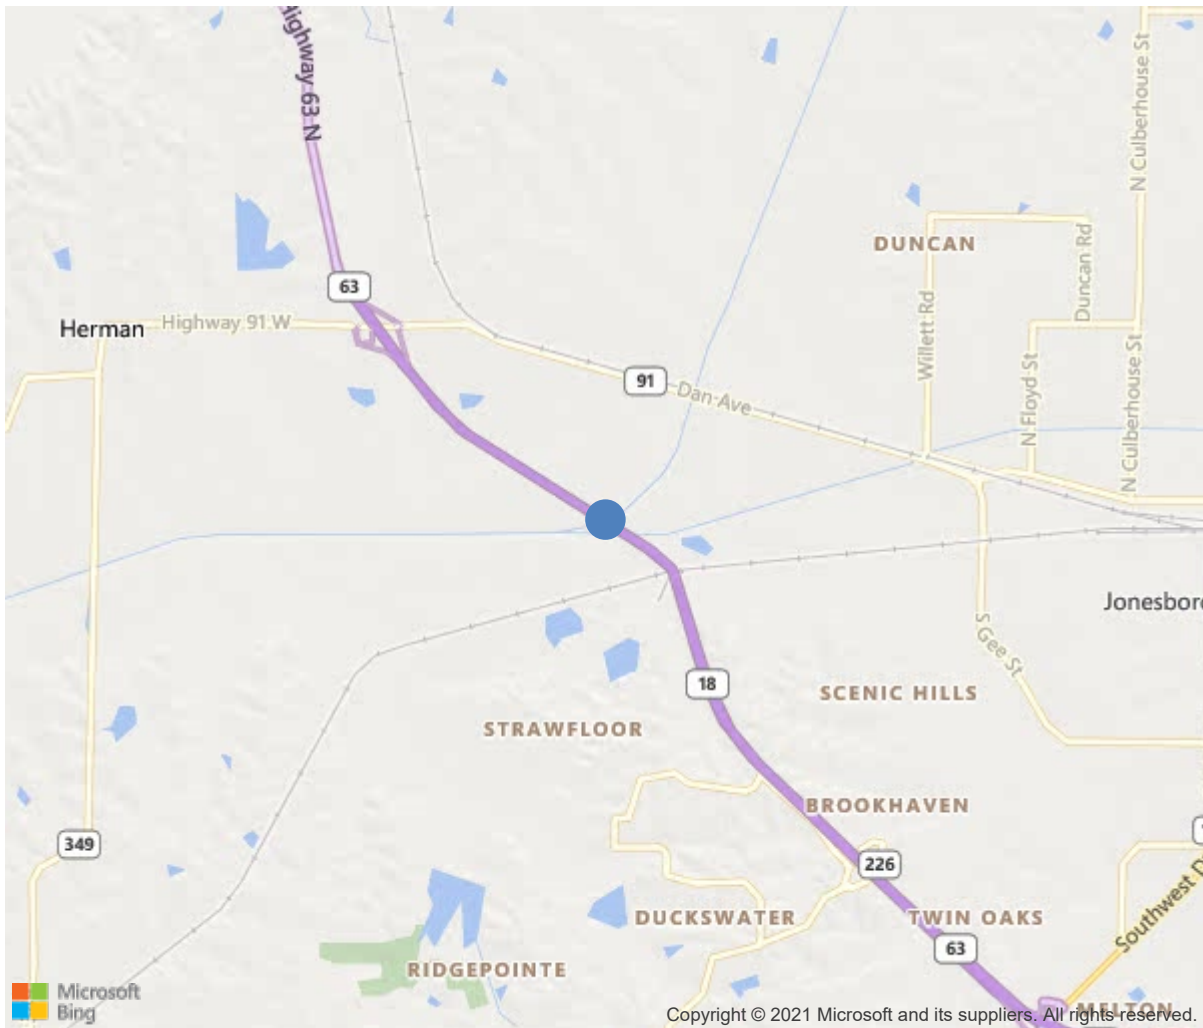 Highway 63 N
N Culberhouse St
DUNCAN
Duncan Rd
63
Herman
Highway 91 W
Willett Rd
N Floyd St
N Culberhouse St
91
Dan Ave
Jonesboro
S Gee St
18
SCENIC HILLS
STRAWFLOOR
BROOKHAVEN
349
226
DUCKSWATER
TWIN OAKS
Southwest D
63
RIDGEPOINTE
MELTON
Microsoft
Bing
Copyright © 2021 Microsoft and its suppliers. All rights reserved.